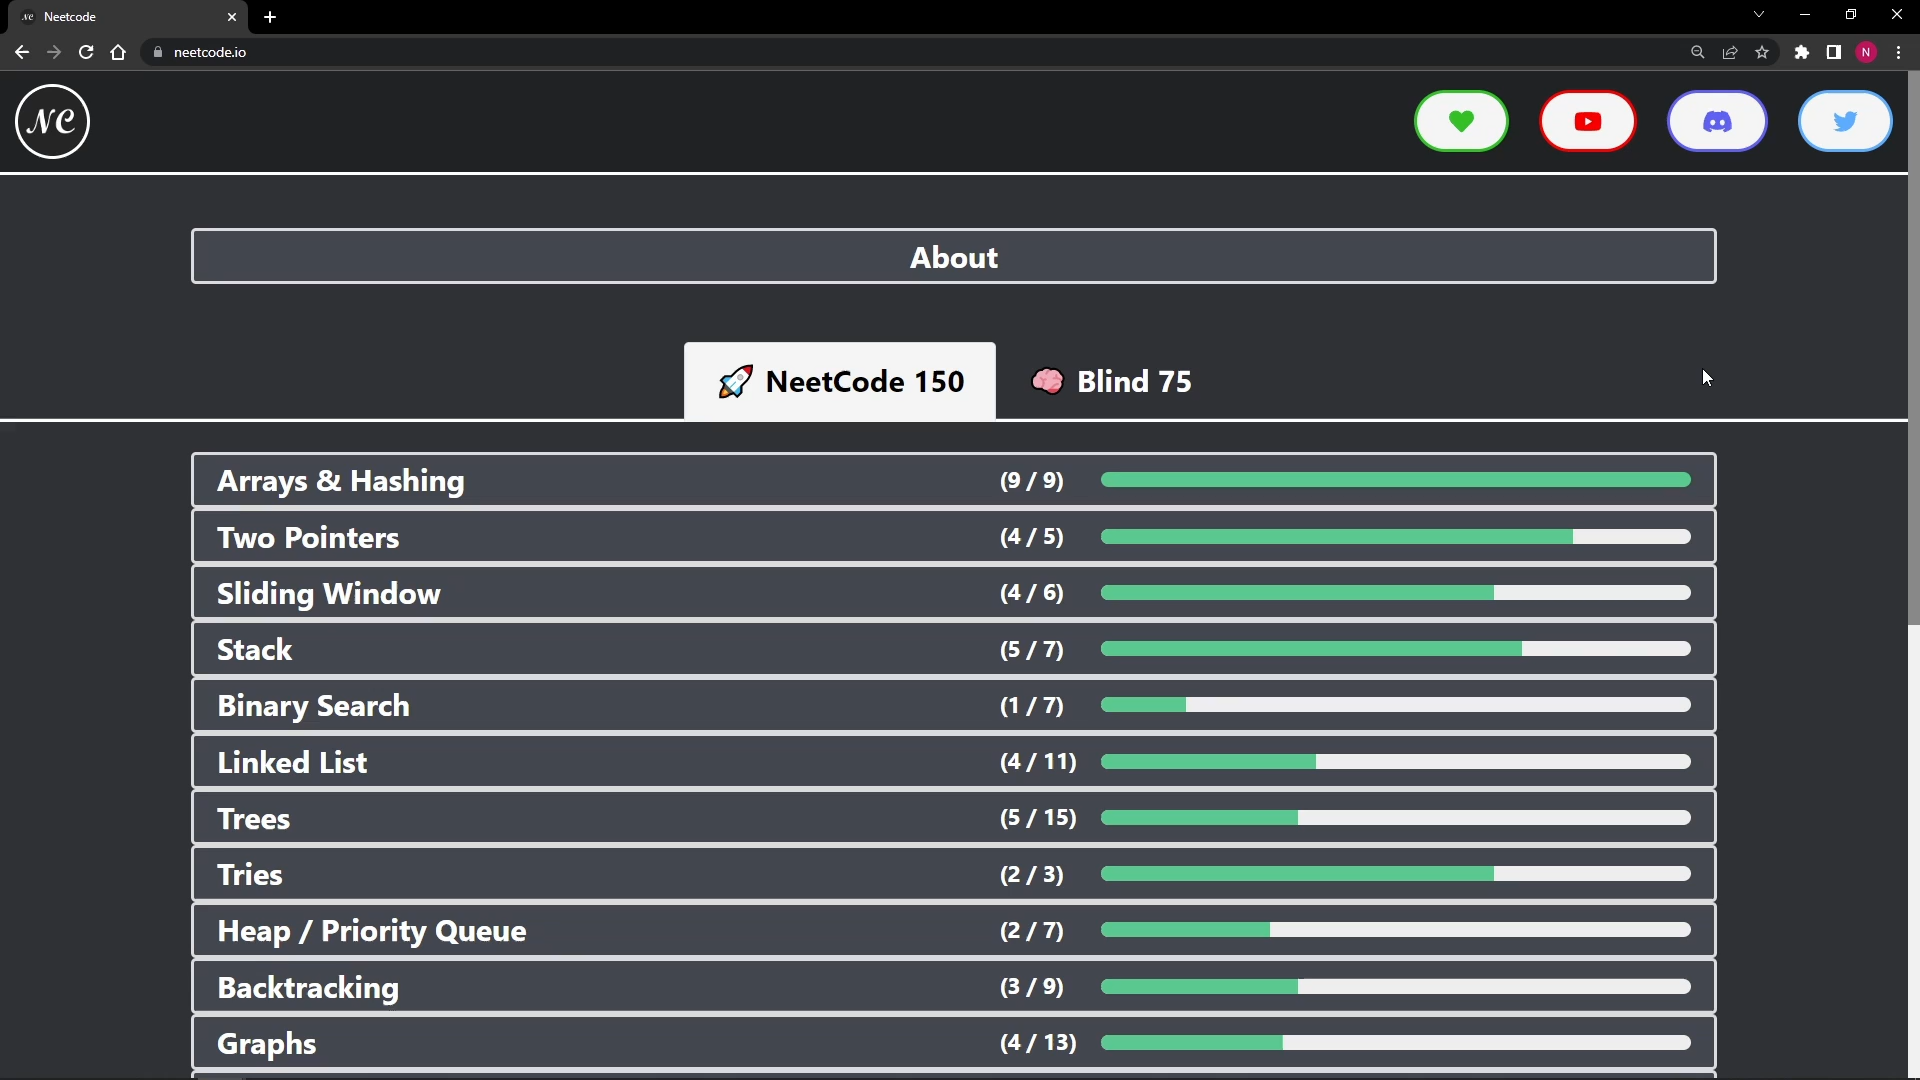 Neetcode
neetcode.io
N
NC
About
NeetCode 150
Blind 75
Arrays & Hashing (9 / 9)
Two Pointers (4 / 5)
Sliding Window (4 / 6)
Stack (5 / 7)
Binary Search (1 / 7)
Linked List (4 / 11)
Trees (5 / 15)
Tries (2 / 3)
Heap / Priority Queue (2 / 7)
Backtracking (3 / 9)
Graphs (4 / 13)